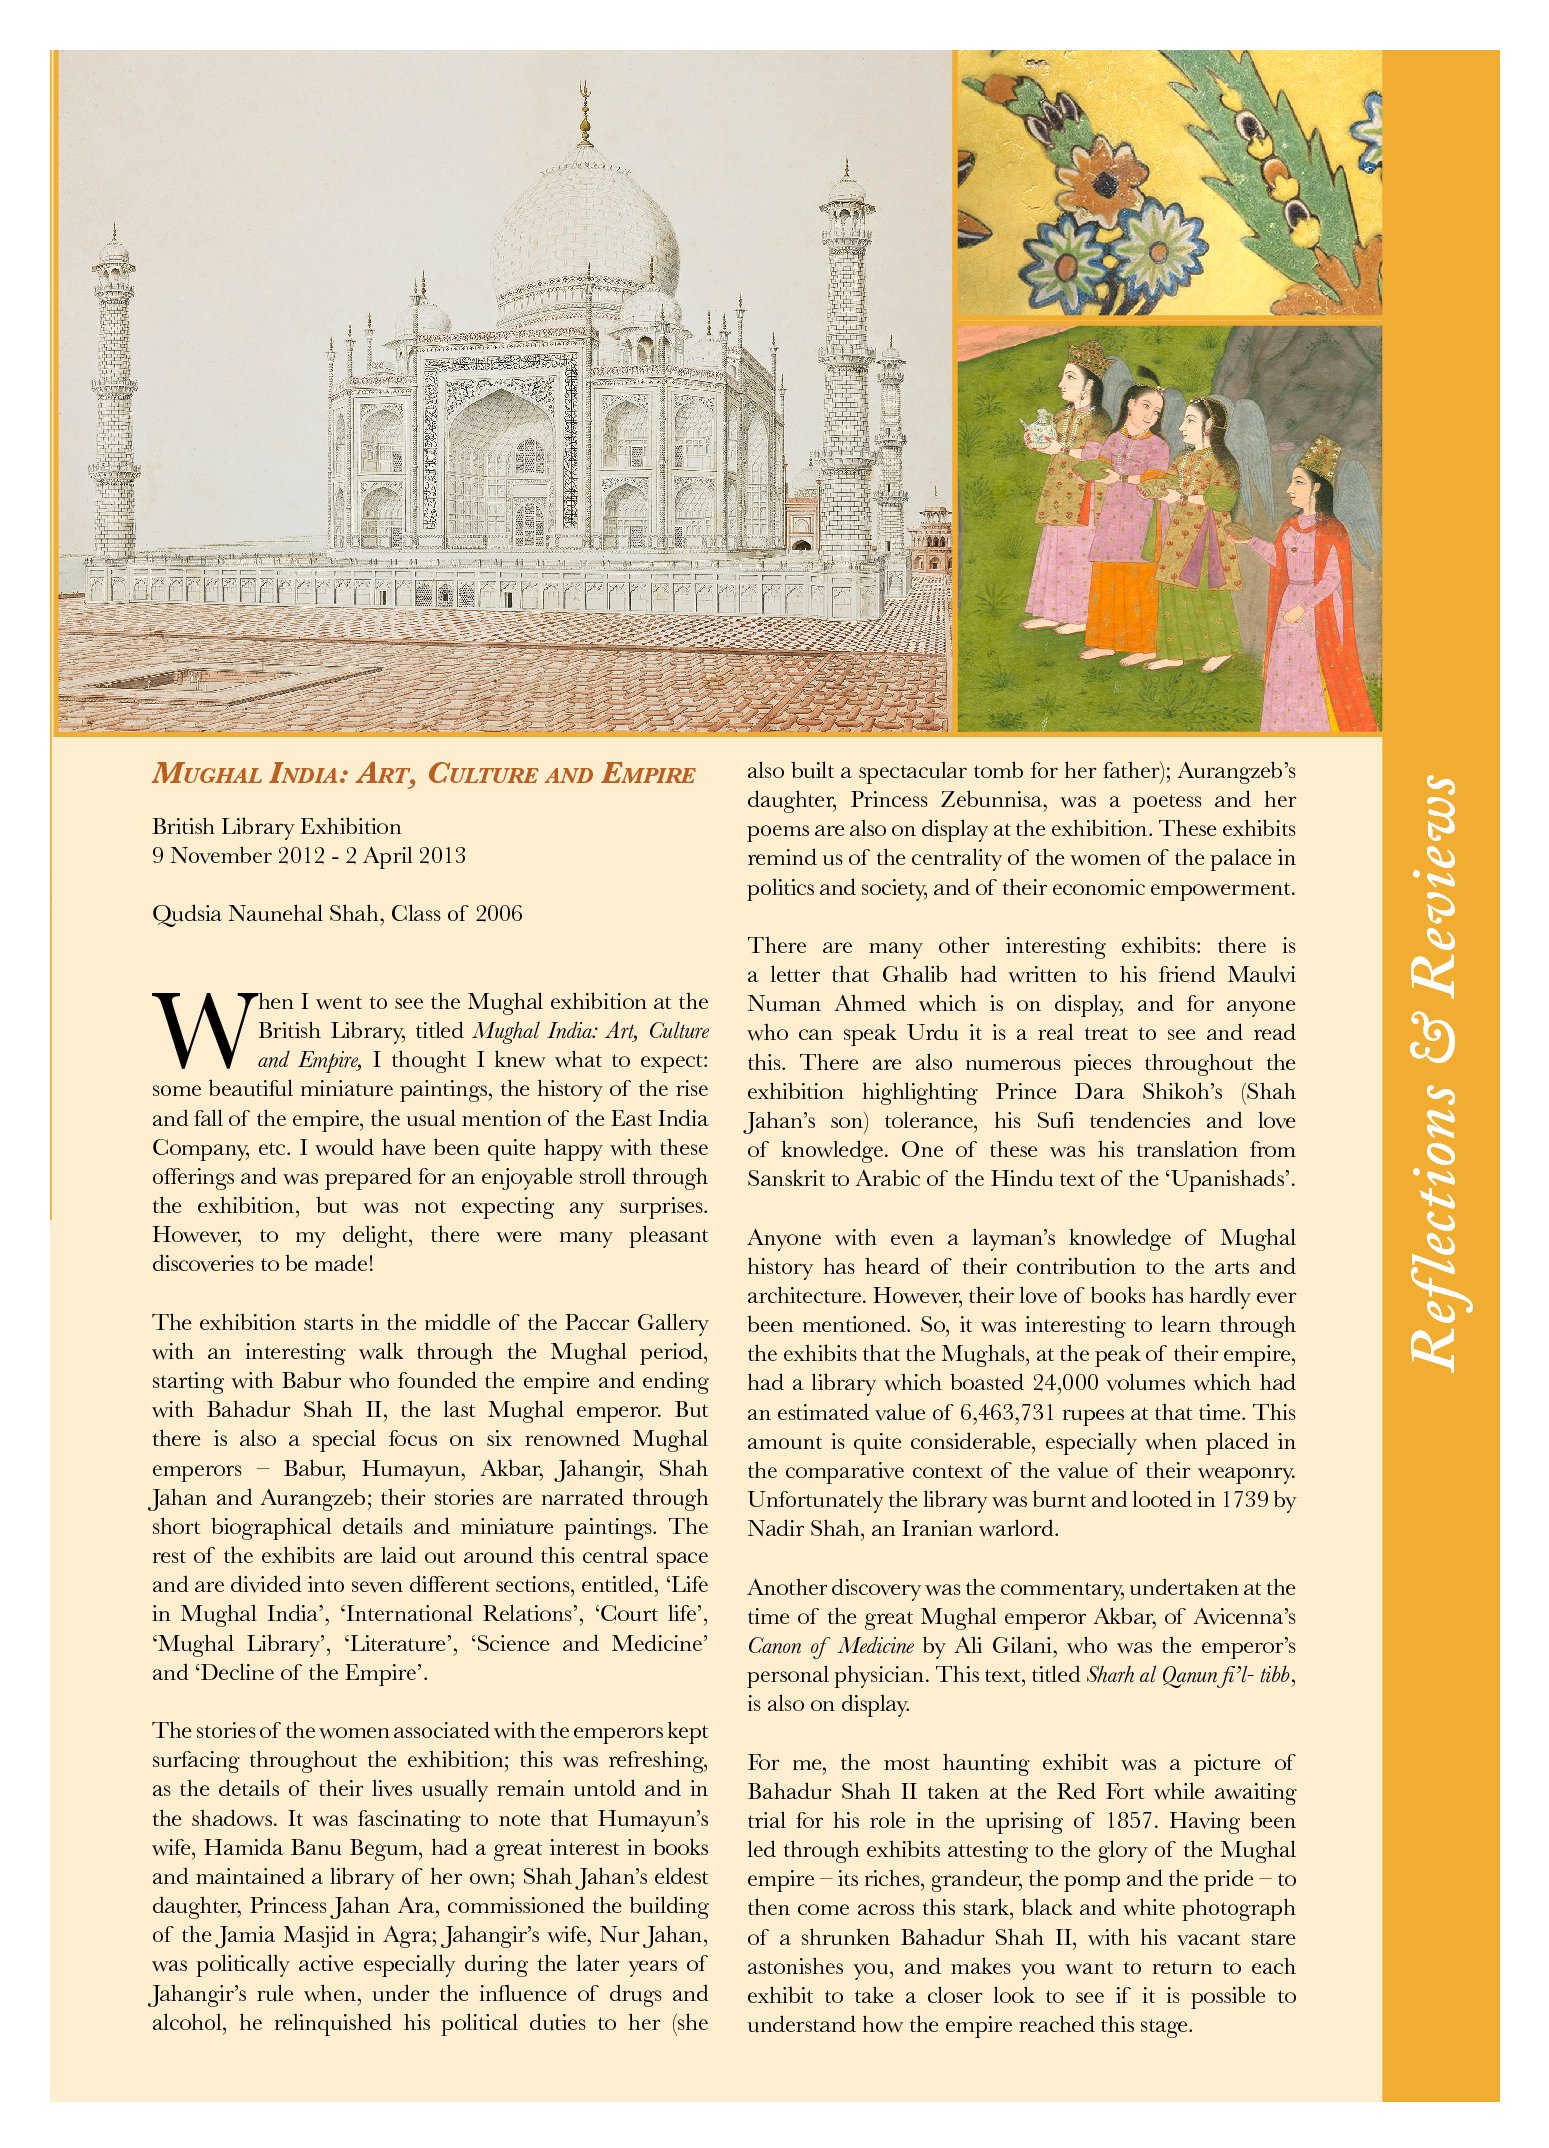 MUGHAL INDIA: ART, CULTURE AND EMPIRE
British Library Exhibition
9 November 2012 - 2 April 2013
Qudsia Naunehal Shah, Class of 2006
When I went to see the Mughal exhibition at the
British Library, titled Mughal India: Art, Culture
and Empire, I thought I knew what to expect:
some beautiful miniature paintings, the history of the rise
and fall of the empire, the usual mention of the East India
Company, etc. I would have been quite happy with these
offerings and was prepared for an enjoyable stroll through
the exhibition, but was not expecting any surprises.
However, to my delight, there were many pleasant
discoveries to be made!
The exhibition starts in the middle of the Paccar Gallery
with an interesting walk through the Mughal period,
starting with Babur who founded the empire and ending
with Bahadur Shah II, the last Mughal emperor. But
there is also a special focus on six renowned Mughal
emperors – Babur, Humayun, Akbar, Jahangir, Shah
Jahan and Aurangzeb; their stories are narrated through
short biographical details and miniature paintings. The
rest of the exhibits are laid out around this central space
and are divided into seven different sections, entitled, ‘Life
in Mughal India’, ‘International Relations’, ‘Court life’,
‘Mughal Library’, ‘Literature’, ‘Science and Medicine’
and ‘Decline of the Empire’.
The stories of the women associated with the emperors kept
surfacing throughout the exhibition; this was refreshing,
as the details of their lives usually remain untold and in
the shadows. It was fascinating to note that Humayun’s
wife, Hamida Banu Begum, had a great interest in books
and maintained a library of her own; Shah Jahan’s eldest
daughter, Princess Jahan Ara, commissioned the building
of the Jamia Masjid in Agra; Jahangir’s wife, Nur Jahan,
was politically active especially during the later years of
Jahangir’s rule when, under the influence of drugs and
alcohol, he relinquished his political duties to her (she
also built a spectacular tomb for her father); Aurangzeb’s
daughter, Princess Zebunnisa, was a poetess and her
poems are also on display at the exhibition. These exhibits
remind us of the centrality of the women of the palace in
politics and society, and of their economic empowerment.
There are many other interesting exhibits: there is
a letter that Ghalib had written to his friend Maulvi
Numan Ahmed which is on display, and for anyone
who can speak Urdu it is a real treat to see and read
this. There are also numerous pieces throughout the
exhibition highlighting Prince Dara Shikoh’s (Shah
Jahan’s son) tolerance, his Sufi tendencies and love
of knowledge. One of these was his translation from
Sanskrit to Arabic of the Hindu text of the ‘Upanishads’.
Anyone with even a layman’s knowledge of Mughal
history has heard of their contribution to the arts and
architecture. However, their love of books has hardly ever
been mentioned. So, it was interesting to learn through
the exhibits that the Mughals, at the peak of their empire,
had a library which boasted 24,000 volumes which had
an estimated value of 6,463,731 rupees at that time. This
amount is quite considerable, especially when placed in
the comparative context of the value of their weaponry.
Unfortunately the library was burnt and looted in 1739 by
Nadir Shah, an Iranian warlord.
Another discovery was the commentary, undertaken at the
time of the great Mughal emperor Akbar, of Avicenna’s
Canon of Medicine by Ali Gilani, who was the emperor’s
personal physician. This text, titled Sharh al Qanun fi’l- tibb,
is also on display.
For me, the most haunting exhibit was a picture of
Bahadur Shah II taken at the Red Fort while awaiting
trial for his role in the uprising of 1857. Having been
led through exhibits attesting to the glory of the Mughal
empire – its riches, grandeur, the pomp and the pride – to
then come across this stark, black and white photograph
of a shrunken Bahadur Shah II, with his vacant stare
astonishes you, and makes you want to return to each
exhibit to take a closer look to see if it is possible to
understand how the empire reached this stage.
Reflections & Reviews